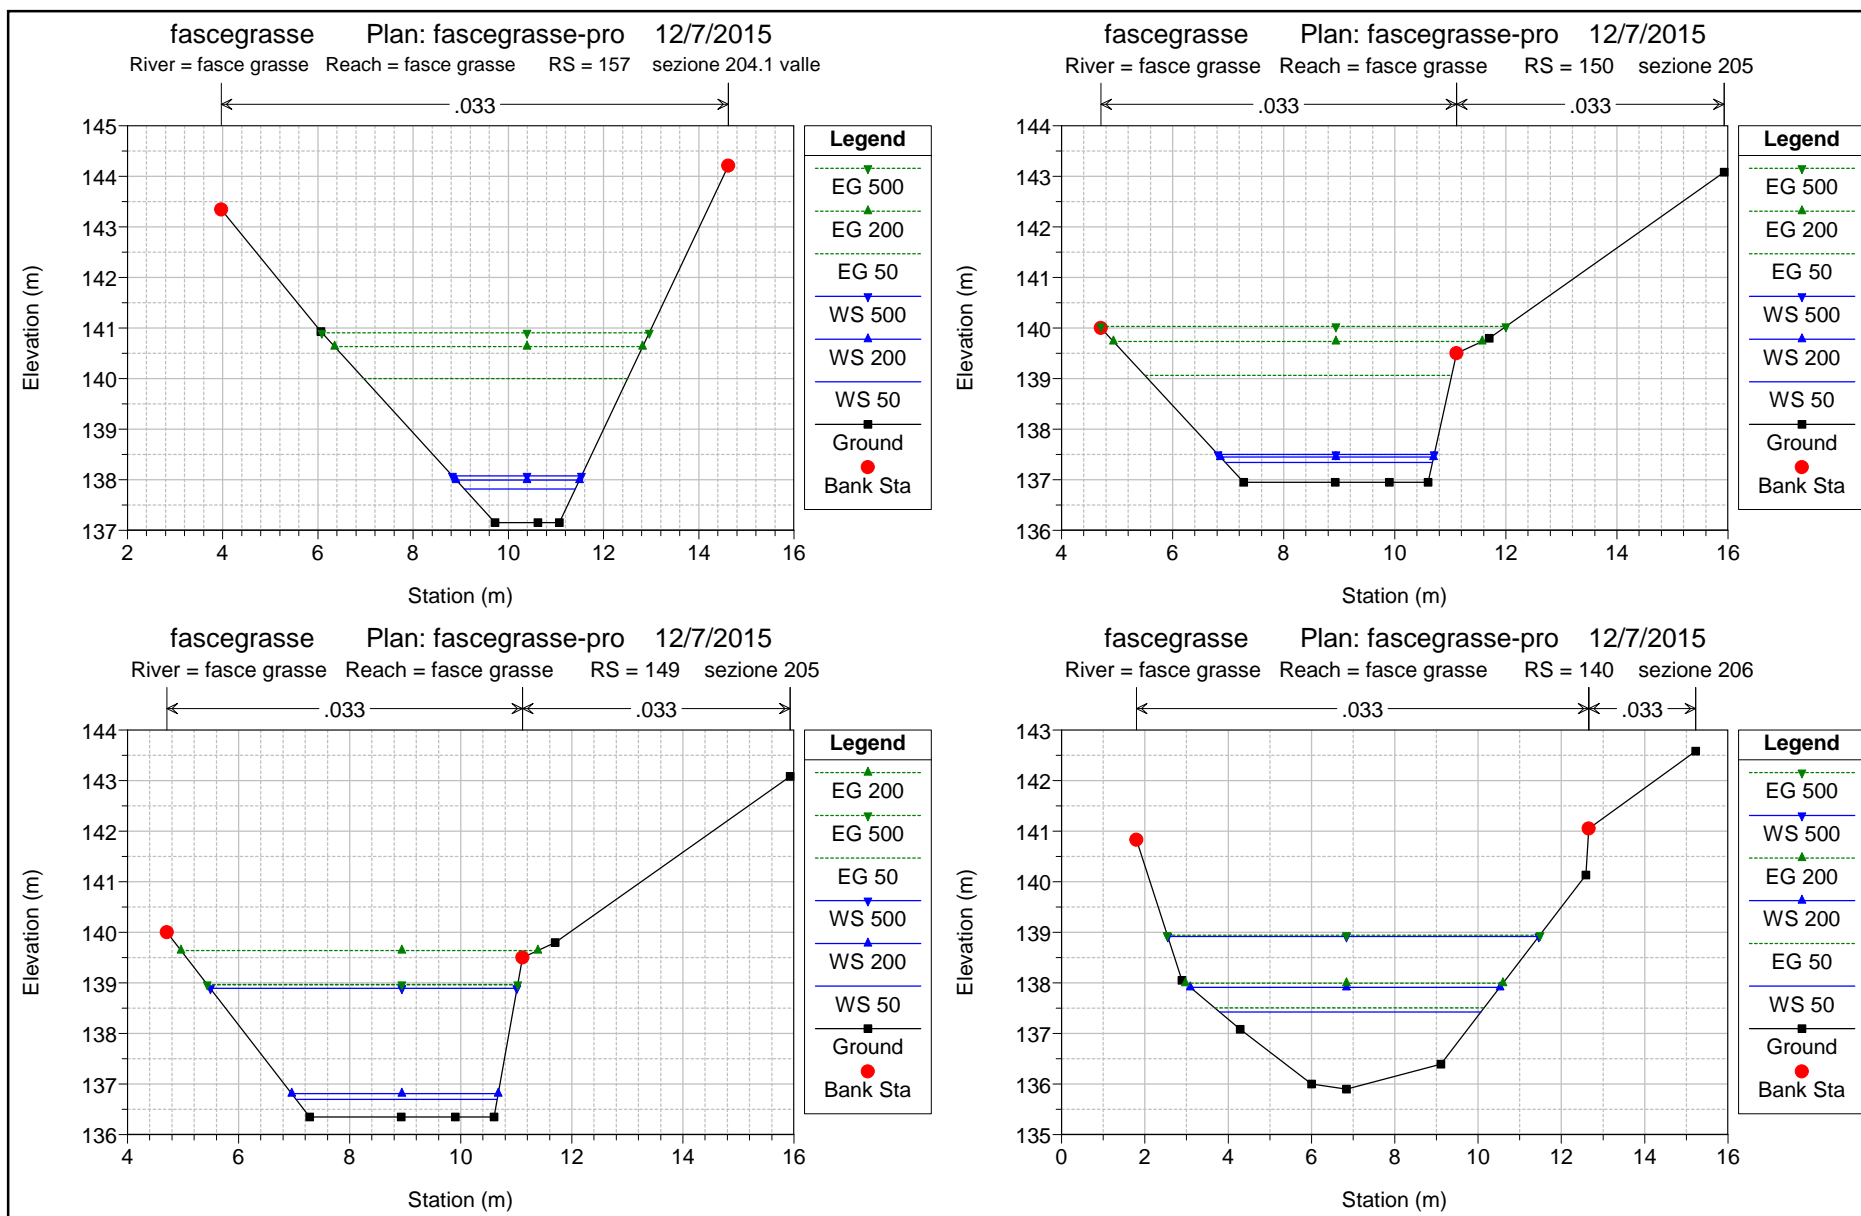 fascegrasse Plan: fascegrasse-pro 12/7/2015
River = fasce grasse Reach = fasce grasse RS = 157 sezione 204.1 valle
.033
145
144
143
142
141
140
139
138
137
2 4 6 8 10 12 14 16
Elevation (m)
Station (m)
Legend
EG 500
EG 200
EG 50
WS 500
WS 200
WS 50
Ground
Bank Sta
fascegrasse Plan: fascegrasse-pro 12/7/2015
River = fasce grasse Reach = fasce grasse RS = 150 sezione 205
.033 .033
144
143
142
141
140
139
138
137
136
4 6 8 10 12 14 16
Elevation (m)
Station (m)
Legend
EG 500
EG 200
EG 50
WS 500
WS 200
WS 50
Ground
Bank Sta
fascegrasse Plan: fascegrasse-pro 12/7/2015
River = fasce grasse Reach = fasce grasse RS = 149 sezione 205
.033 .033
144
143
142
141
140
139
138
137
136
4 6 8 10 12 14 16
Elevation (m)
Station (m)
Legend
EG 200
EG 500
EG 50
WS 500
WS 200
WS 50
Ground
Bank Sta
fascegrasse Plan: fascegrasse-pro 12/7/2015
River = fasce grasse Reach = fasce grasse RS = 140 sezione 206
.033 .033
143
142
141
140
139
138
137
136
135
0 2 4 6 8 10 12 14 16
Elevation (m)
Station (m)
Legend
EG 500
WS 500
EG 200
WS 200
EG 50
WS 50
Ground
Bank Sta